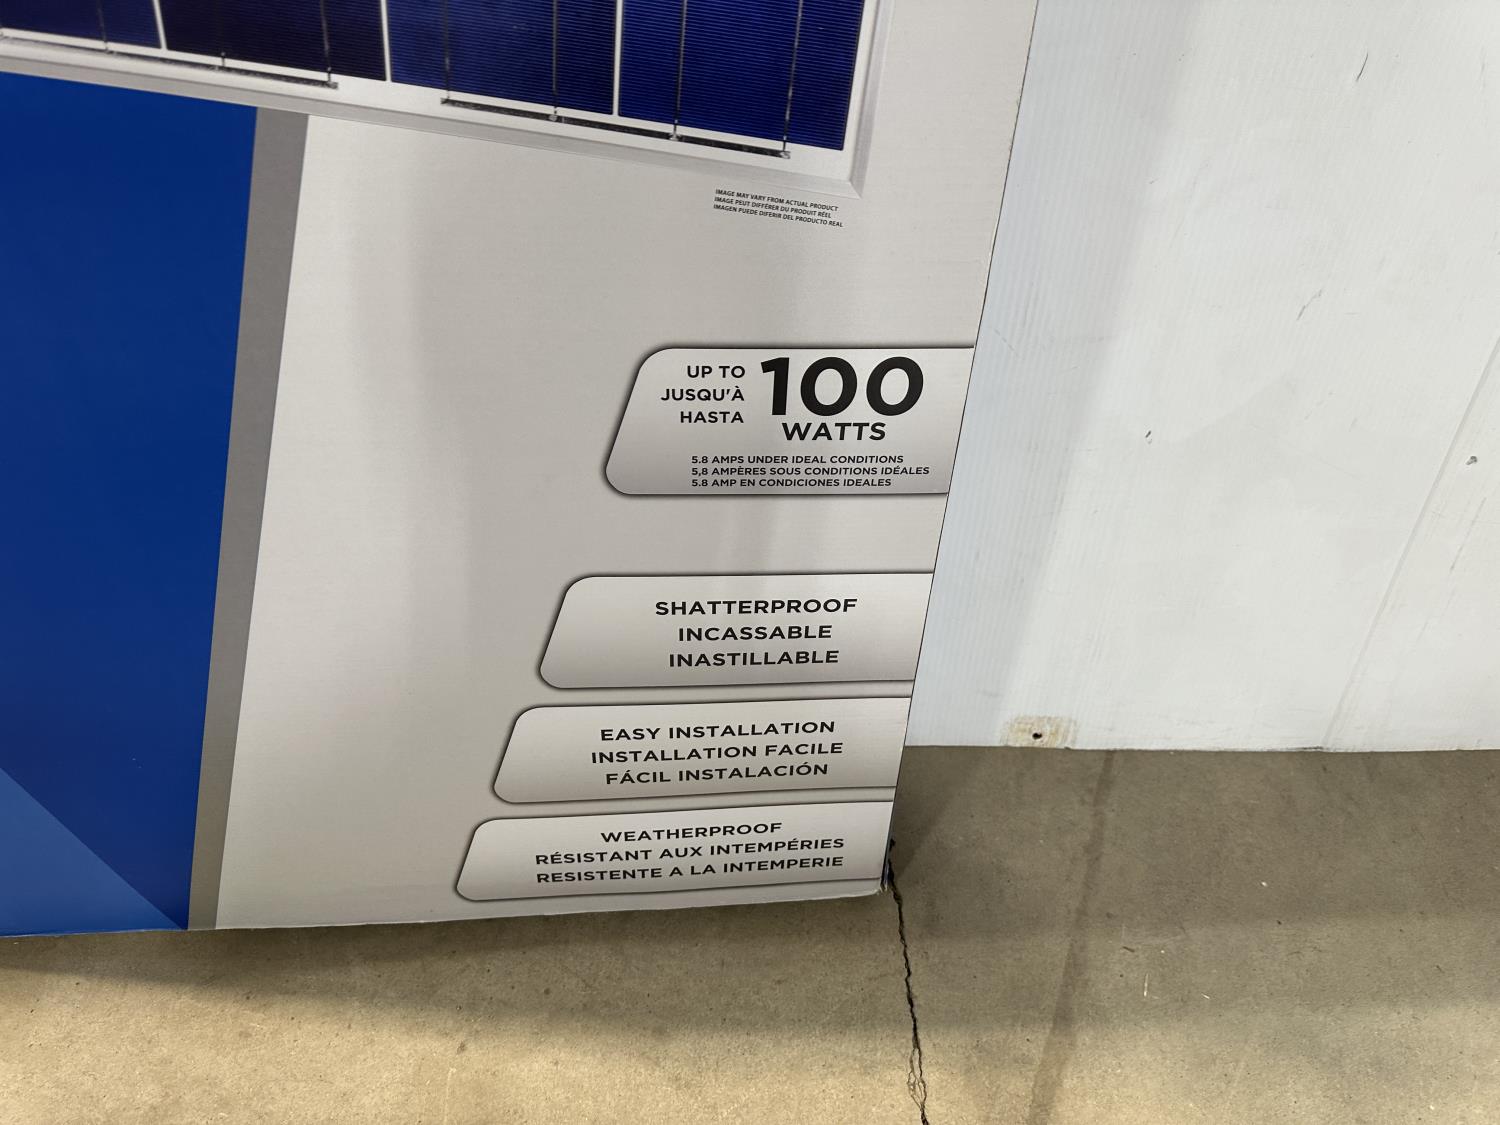 IMAGE MAY VARY FROM ACTUAL PRODUCT
IMAGE PEUT DIFFÉRER DU PRODUIT RÉEL
IMAGEN PUEDE DIFERIR DEL PRODUCTO REAL
UP TO
JUSQU'À
HASTA
100
WATTS
5.8 AMPS UNDER IDEAL CONDITIONS
5,8 AMPÈRES SOUS CONDITIONS IDÉALES
5.8 AMP EN CONDICIONES IDEALES
SHATTERPROOF
INCASSABLE
INASTILLABLE
EASY INSTALLATION
INSTALLATION FACILE
FÁCIL INSTALACIÓN
WEATHERPROOF
RÉSISTANT AUX INTEMPÉRIES
RESISTENTE A LA INTEMPERIE